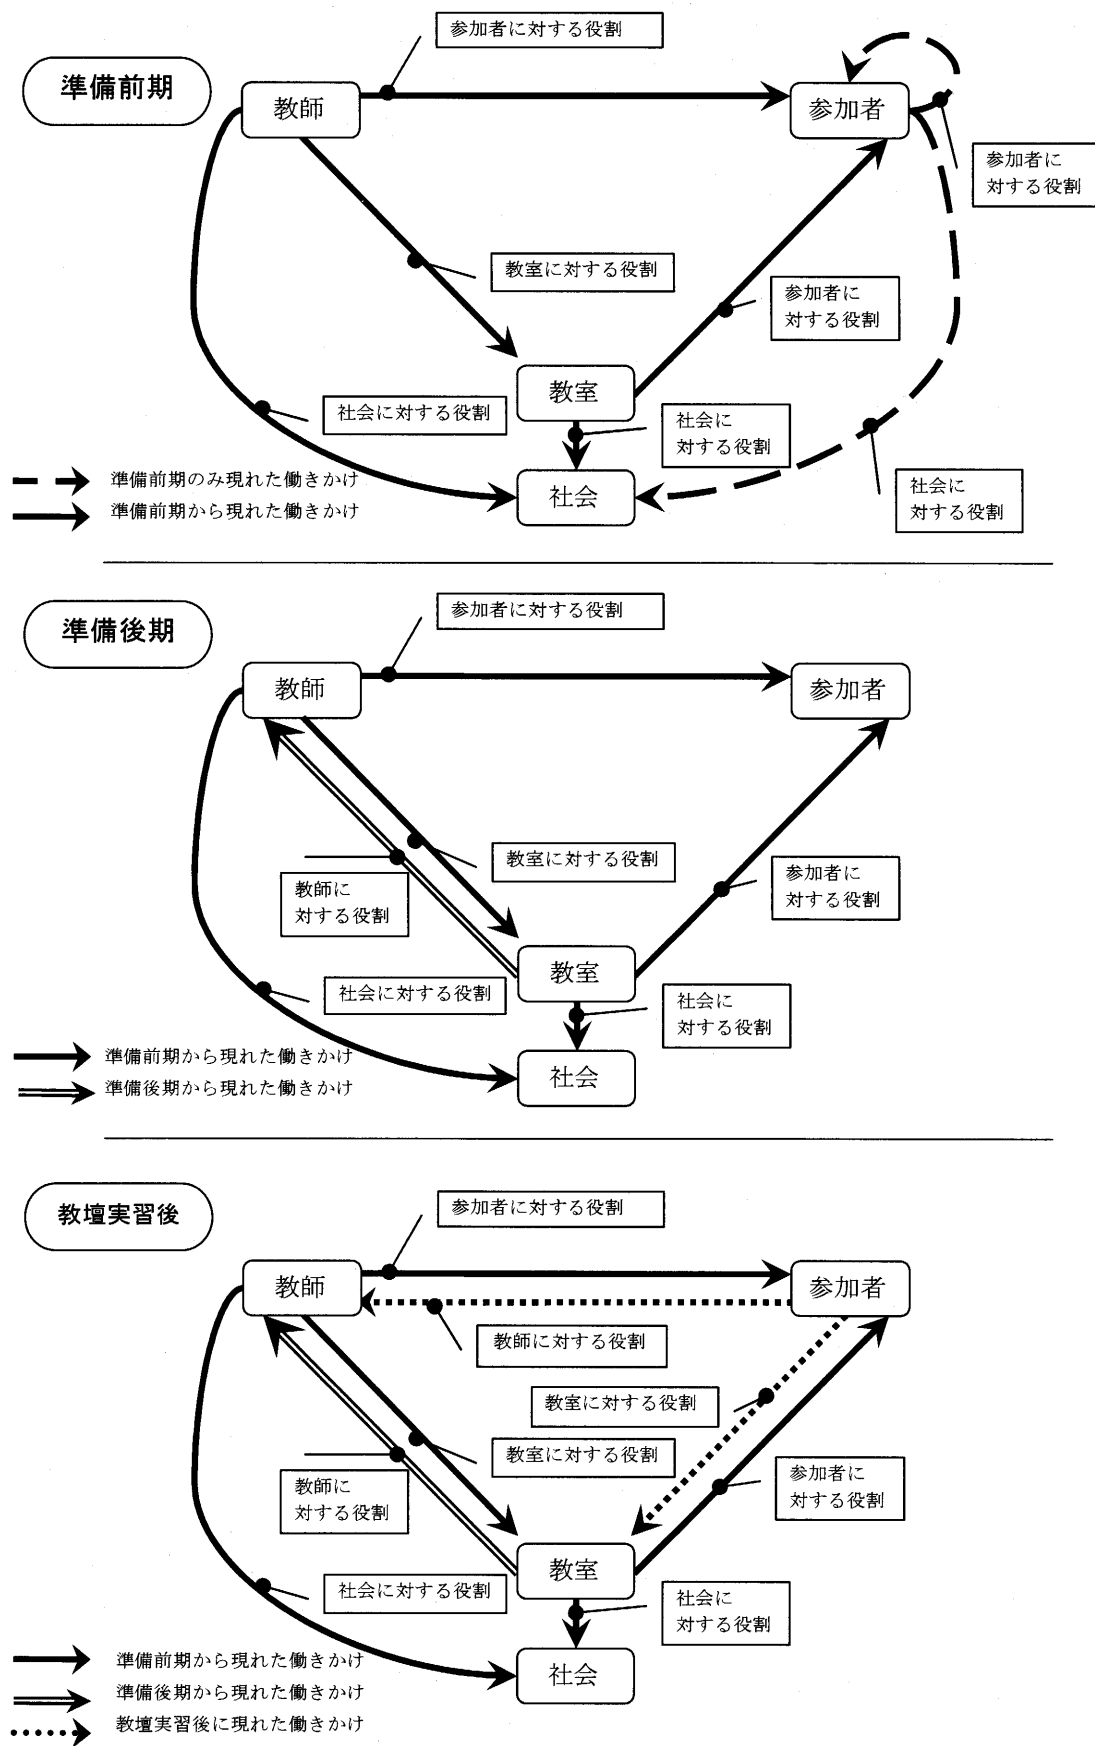 参加者に対する役割
準備前期
教師
参加者
参加者に
対する役割
教室に対する役割
参加者に
対する役割
教室
社会に対する役割
社会に
対する役割
準備前期のみ現れた働きかけ
社会
社会に
対する役割
準備前期から現れた働きかけ
参加者に対する役割
準備後期
教師
参加者
教室に対する役割
参加者に
対する役割
教師に
対する役割
教室
社会に対する役割
社会に
対する役割
準備前期から現れた働きかけ
社会
準備後期から現れた働きかけ
参加者に対する役割
教壇実習後
教師
参加者
教師に対する役割
教室に対する役割
教室に対する役割
参加者に
対する役割
教師に
対する役割
教室
社会に対する役割
社会に
対する役割
準備前期から現れた働きかけ
社会
準備後期から現れた働きかけ
教壇実習後に現れた働きかけ